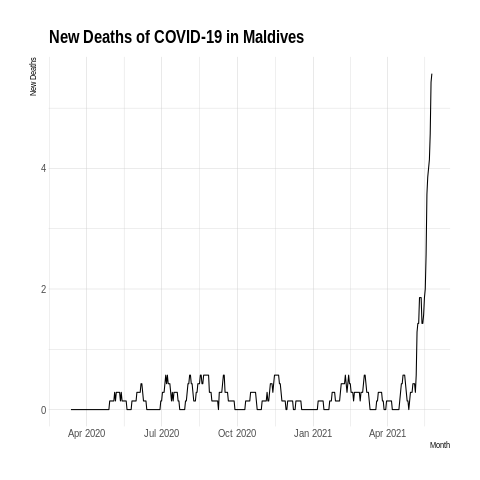 New Deaths of COVID-19 in Maldives
New Deaths
4
2
0
Apr 2020
Jul 2020
Oct 2020
Jan 2021
Apr 2021
Month